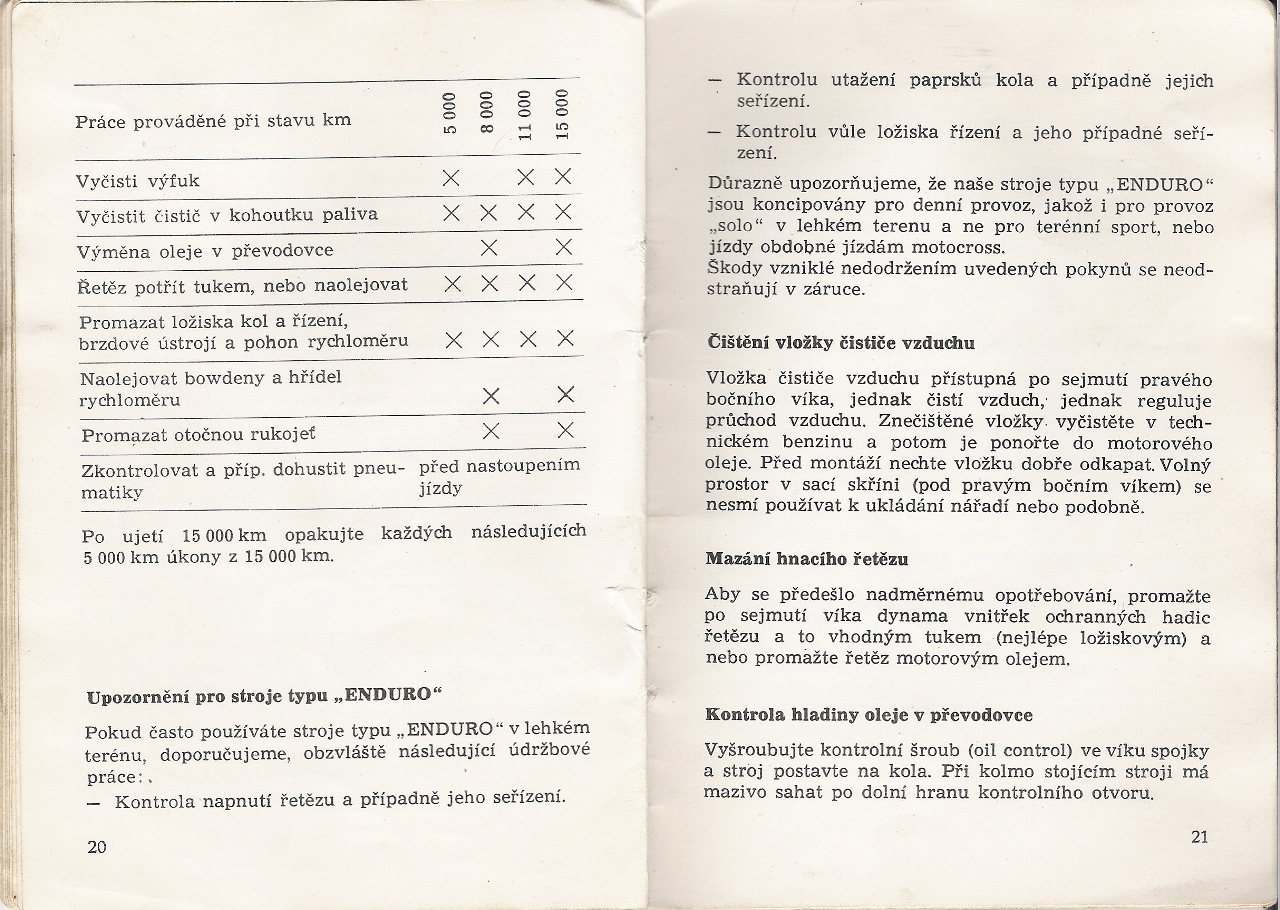 Práce prováděné při stavu km 5 000 8 000 11 000 15 000
Vyčisti výfuk × × ×
Vyčistit čistič v kohoutku paliva × × × ×
Výměna oleje v převodovce × ×
Řetěz potřít tukem, nebo naolejovat × × × ×
Promazat ložiska kol a řízení,
brzdové ústrojí a pohon rychloměru × × × ×
Naolejovat bowdeny a hřídel
rychloměru × ×
Promazat otočnou rukojeť × ×
Zkontrolovat a příp. dohustit pneu- před nastoupením
matiky jízdy
Po ujetí 15 000 km opakujte každých následujících
5 000 km úkony z 15 000 km.
Upozornění pro stroje typu „ENDURO“
Pokud často používáte stroje typu „ENDURO“ v lehkém
terénu, doporučujeme, obzvláště následující údržbové
práce:
— Kontrola napnutí řetězu a případně jeho seřízení.
20
— Kontrolu utažení paprsků kola a případně jejich
seřízení.
— Kontrolu vůle ložiska řízení a jeho případné seří-
zení.
Důrazně upozorňujeme, že naše stroje typu „ENDURO“
jsou koncipovány pro denní provoz, jakož i pro provoz
„solo“ v lehkém terenu a ne pro terénní sport, nebo
jízdy obdobné jízdám motocross.
Škody vzniklé nedodržením uvedených pokynů se neod-
straňují v záruce.
Čištění vložky čističe vzduchu
Vložka čističe vzduchu přístupná po sejmutí pravého
bočního víka, jednak čistí vzduch, jednak reguluje
průchod vzduchu. Znečištěné vložky vyčistěte v tech-
nickém benzinu a potom je ponořte do motorového
oleje. Před montáží nechte vložku dobře odkapat. Volný
prostor v sací skříni (pod pravým bočním víkem) se
nesmí používat k ukládání nářadí nebo podobně.
Mazání hnacího řetězu
Aby se předešlo nadměrnému opotřebování, promažte
po sejmutí víka dynama vnitřek ochranných hadic
řetězu a to vhodným tukem (nejlépe ložiskovým) a
nebo promažte řetěz motorovým olejem.
Kontrola hladiny oleje v převodovce
Vyšroubujte kontrolní šroub (oil control) ve víku spojky
a stroj postavte na kola. Při kolmo stojícím stroji má
mazivo sahat po dolní hranu kontrolního otvoru.
21